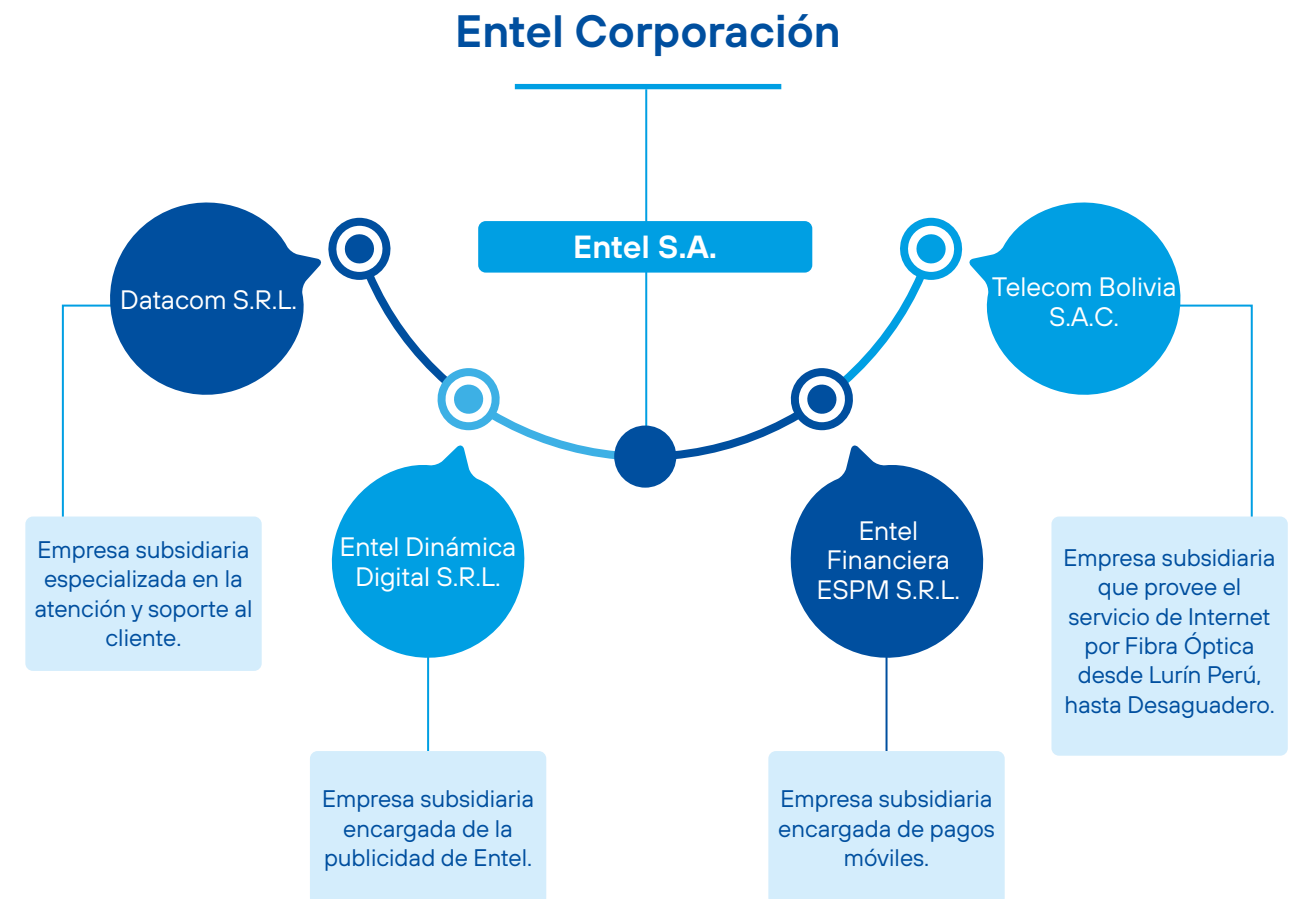 Entel Corporación
Entel S.A.
Datacom S.R.L.
Telecom Bolivia
S.A.C.
Entel Dinámica
Digital S.R.L.
Entel
Financiera
ESPM S.R.L.
Empresa subsidiaria
especializada en la
atención y soporte al
cliente.
Empresa subsidiaria
que provee el
servicio de Internet
por Fibra Óptica
desde Lurín Perú,
hasta Desaguadero.
Empresa subsidiaria
encargada de la
publicidad de Entel.
Empresa subsidiaria
encargada de pagos
móviles.